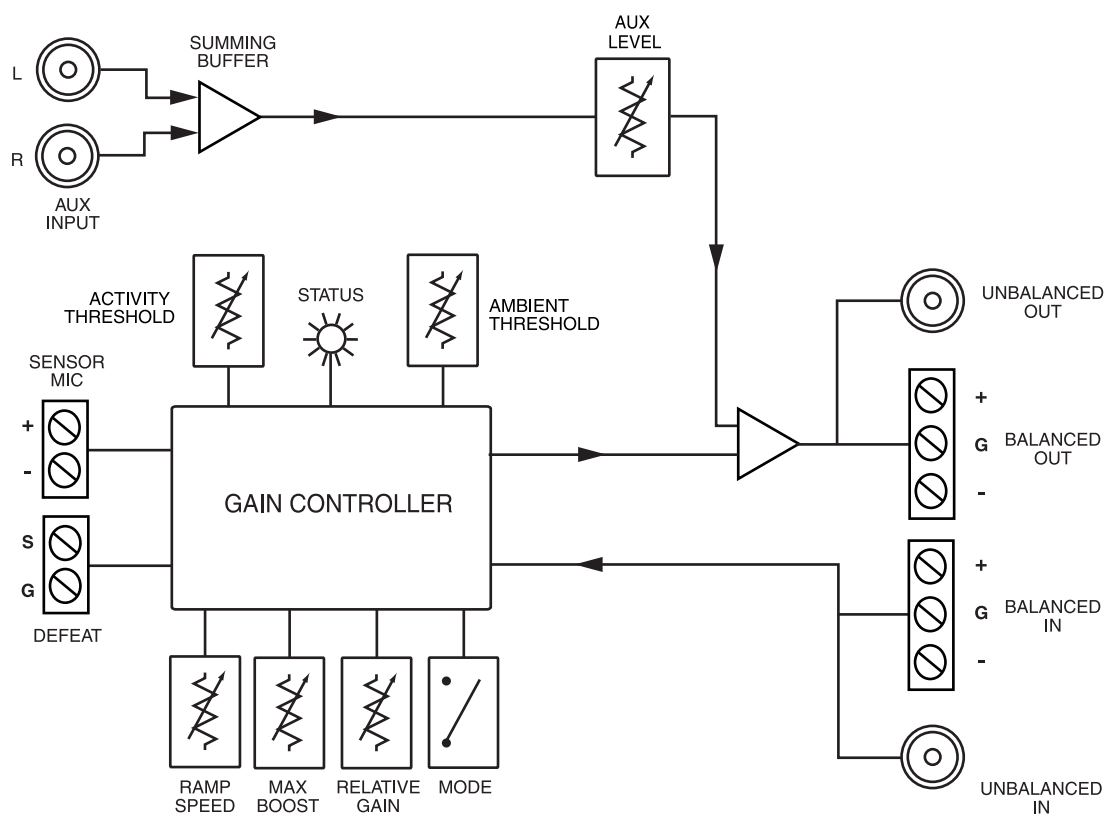 AUX
LEVEL
SUMMING
BUFFER
L
R
AUX
INPUT
ACTIVITY
THRESHOLD
STATUS
AMBIENT
THRESHOLD
UNBALANCED
OUT
SENSOR
MIC
+
-
+
G
-
BALANCED
OUT
GAIN CONTROLLER
S
G
DEFEAT
+
G
-
BALANCED
IN
RAMP
SPEED
MAX
BOOST
RELATIVE
GAIN
MODE
UNBALANCED
IN